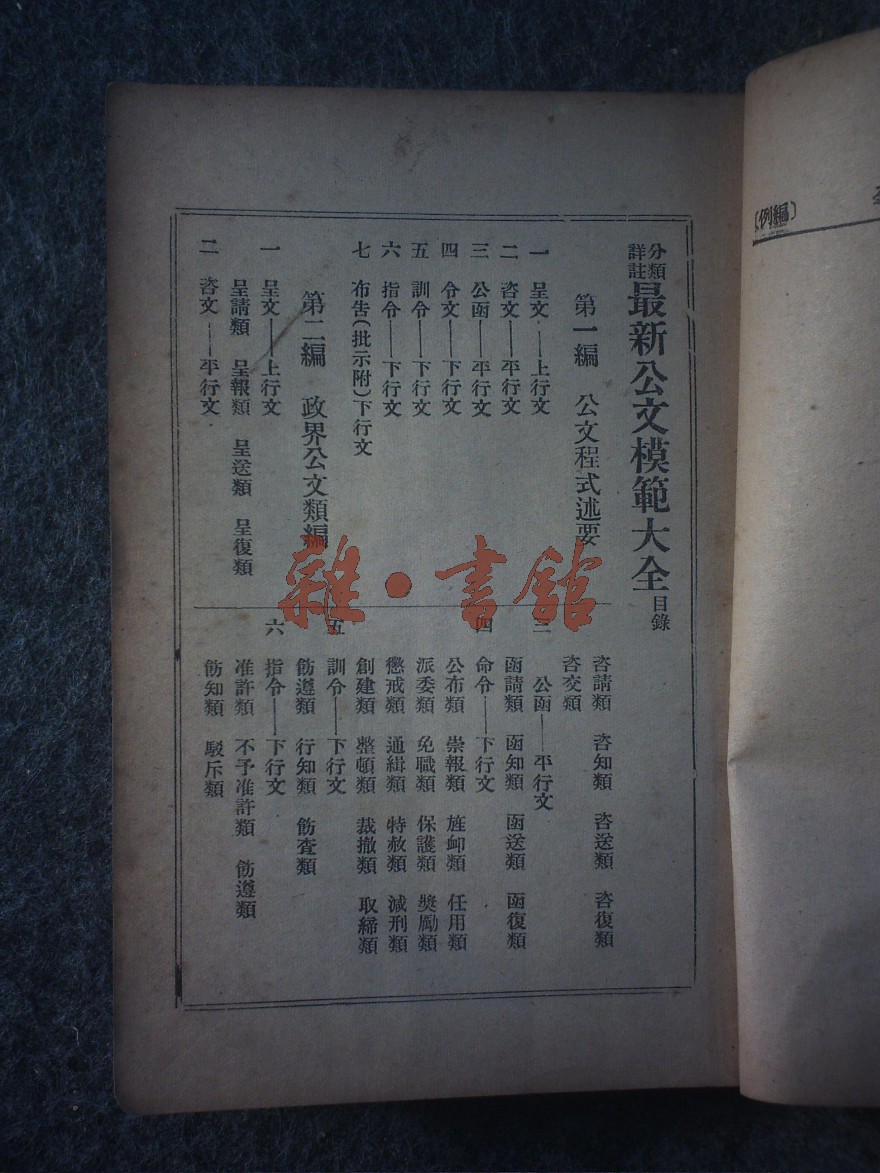 分類詳註最新公文模範大全目錄
第一編 公文程式述要
一 呈文——上行文
二 咨文——平行文
三 公函——平行文
四 令文——下行文
五 訓令——下行文
六 指令——下行文
七 布告(批示附)下行文
第二編 政界公文類編
一 呈文——上行文
呈請類 呈報類 呈送類 呈復類
二 咨文——平行文
咨請類 咨知類 咨送類 咨復類
咨交類
三 公函——平行文
函請類 函知類 函送類 函復類
四 命令——下行文
公布類 崇報類 旌卹類 任用類
派委類 免職類 保護類 獎勵類
懲戒類 通緝類 特赦類 減刑類
創建類 整頓類 裁撤類 取締類
五 訓令——下行文
飭遵類 行知類 飭查類
六 指令——下行文
准許類 不予准許類 飭遵類
飭知類 駁斥類
雜·書館
〔例編〕